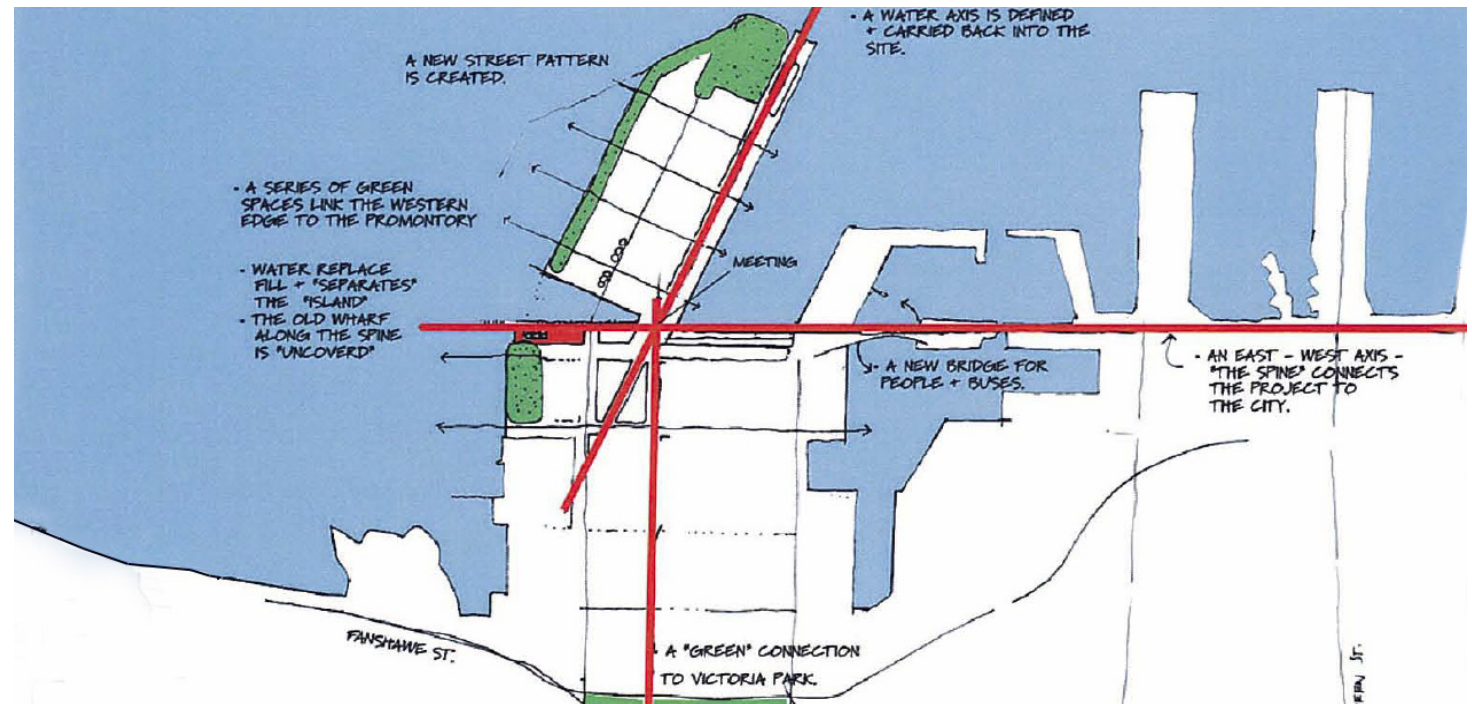 - A WATER AXIS IS DEFINED
+ CARRIED BACK INTO THE
SITE.
A NEW STREET PATTERN
IS CREATED.
- A SERIES OF GREEN
SPACES LINK THE WESTERN
EDGE TO THE PROMONTORY
- WATER REPLACE
FILL + "SEPARATES"
THE "ISLAND"
- THE OLD WHARF
ALONG THE SPINE
IS "UNCOVERD"
MEETING
- A NEW BRIDGE FOR
PEOPLE + BUSES.
- AN EAST - WEST AXIS -
"THE SPINE" CONNECTS
THE PROJECT TO
THE CITY.
FANSHAWE ST.
A "GREEN" CONNECTION
TO VICTORIA PARK.
ST.